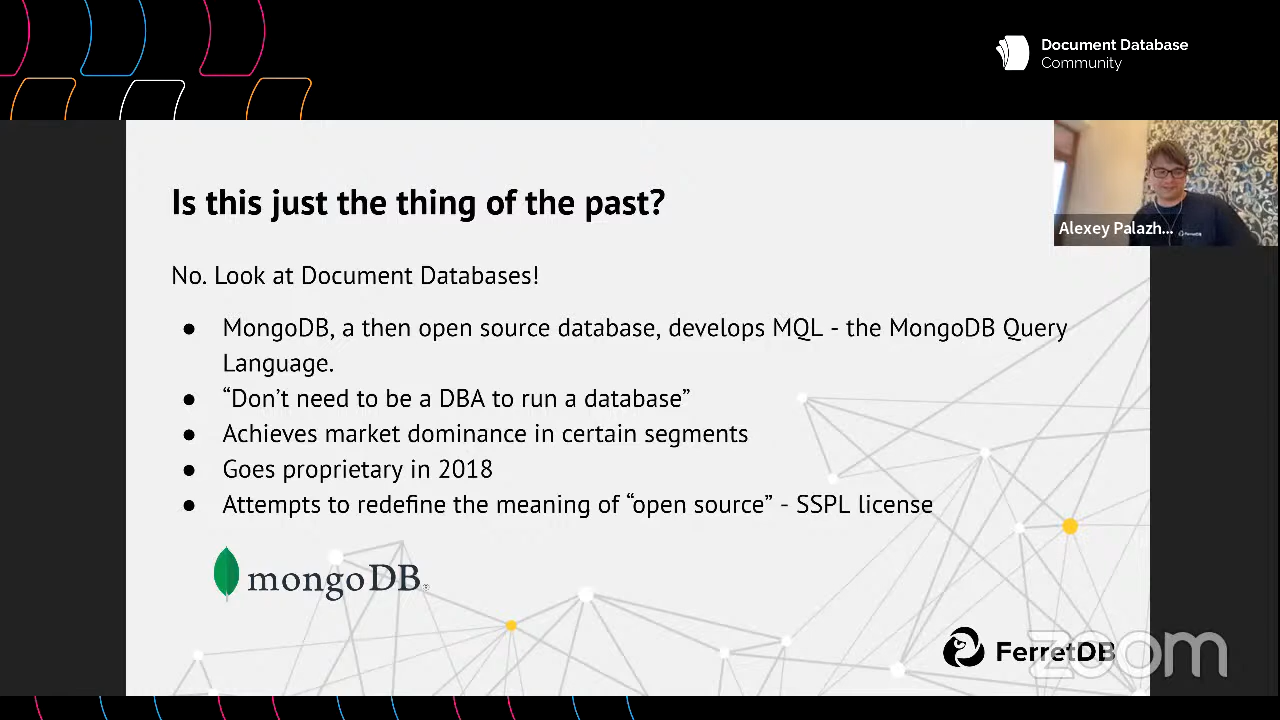 Document Database
Community
Is this just the thing of the past?
Alexey Palazh...
FerretDB
No. Look at Document Databases!
● MongoDB, a then open source database, develops MQL - the MongoDB Query
Language.
● “Don’t need to be a DBA to run a database”
● Achieves market dominance in certain segments
● Goes proprietary in 2018
● Attempts to redefine the meaning of “open source” - SSPL license
mongoDB®
FerretDB
zoom